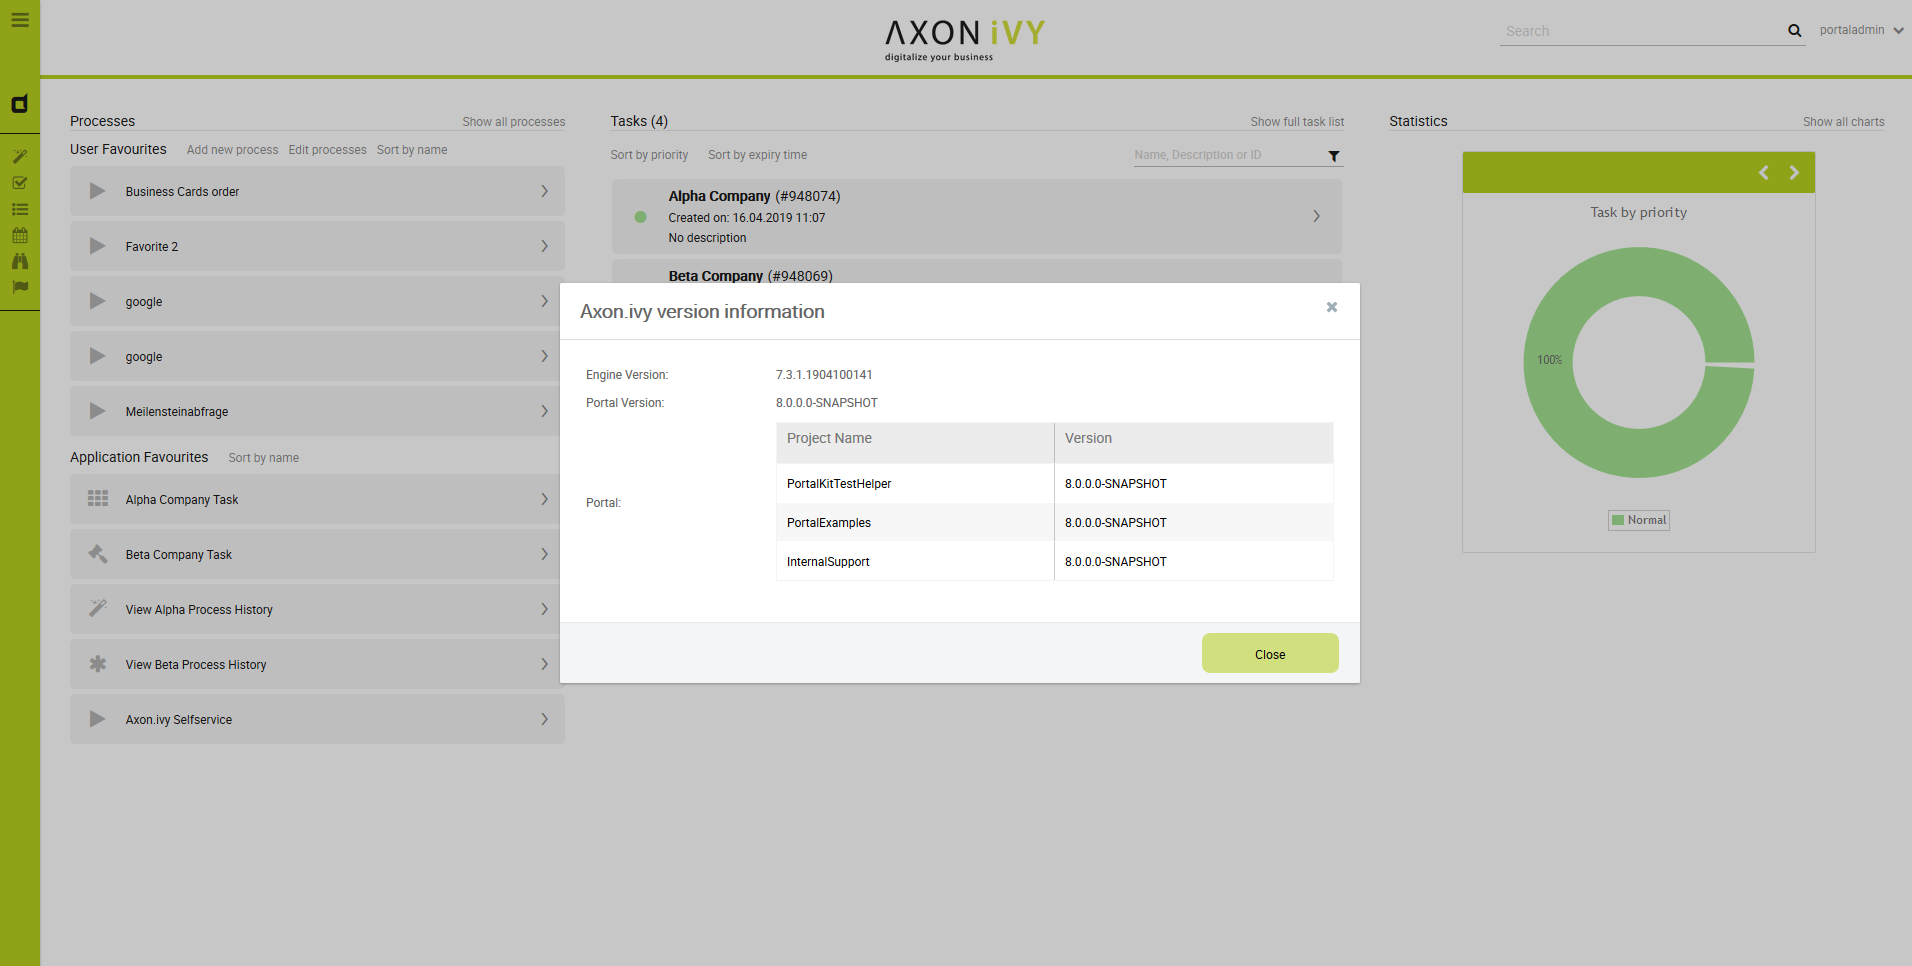 AXON iVY
digitalize your business
Search
portaladmin
Processes
Show all processes
User Favourites Add new process Edit processes Sort by name
Business Cards order
Favorite 2
google
google
Meilensteinabfrage
Application Favourites Sort by name
Alpha Company Task
Beta Company Task
View Alpha Process History
View Beta Process History
Axon.ivy Selfservice
Tasks (4)
Show full task list
Sort by priority Sort by expiry time
Name, Description or ID
Alpha Company (#948074)
Created on: 16.04.2019 11:07
No description
Beta Company (#948069)
Statistics
Show all charts
Task by priority
100%
Normal
Axon.ivy version information
Engine Version: 7.3.1.1904100141
Portal Version: 8.0.0.0-SNAPSHOT
Portal:
Project Name Version
PortalKitTestHelper 8.0.0.0-SNAPSHOT
PortalExamples 8.0.0.0-SNAPSHOT
InternalSupport 8.0.0.0-SNAPSHOT
Close